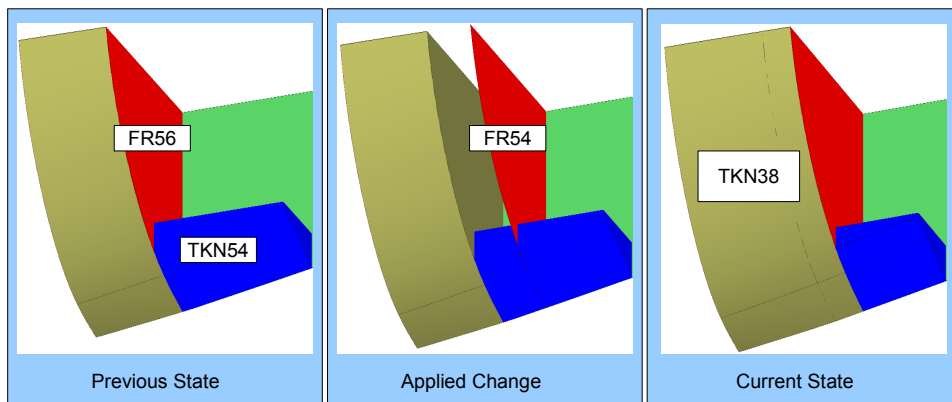 FR56
TKN54
Previous State
FR54
Applied Change
TKN38
Current State